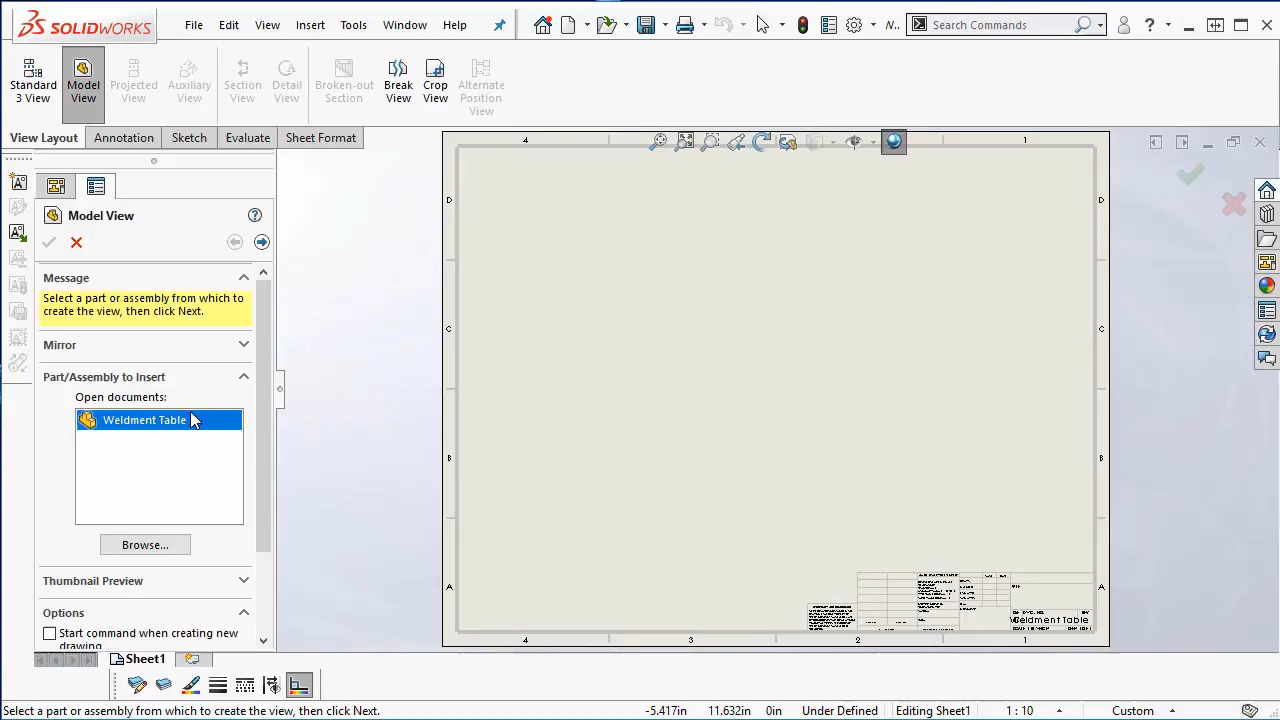 SOLIDWORKS File Edit View Insert Tools Window Help N.. Search Commands
Standard 3 View Model View Projected View Auxiliary View Section View Detail View Broken-out Section Break View Crop View Alternate Position View
View Layout Annotation Sketch Evaluate Sheet Format
4 1
Model View
D D
Message
Select a part or assembly from which to
create the view, then click Next.
C C
Mirror
Part/Assembly to Insert
Open documents:
Weldment Table
B B
Browse...
Thumbnail Preview
A A
Options
Start command when creating new
drawing
Weldment Table
4 3 2 1
Sheet1
Select a part or assembly from which to create the view, then click Next. -5.417in 11.632in 0in Under Defined Editing Sheet1 1 : 10 Custom